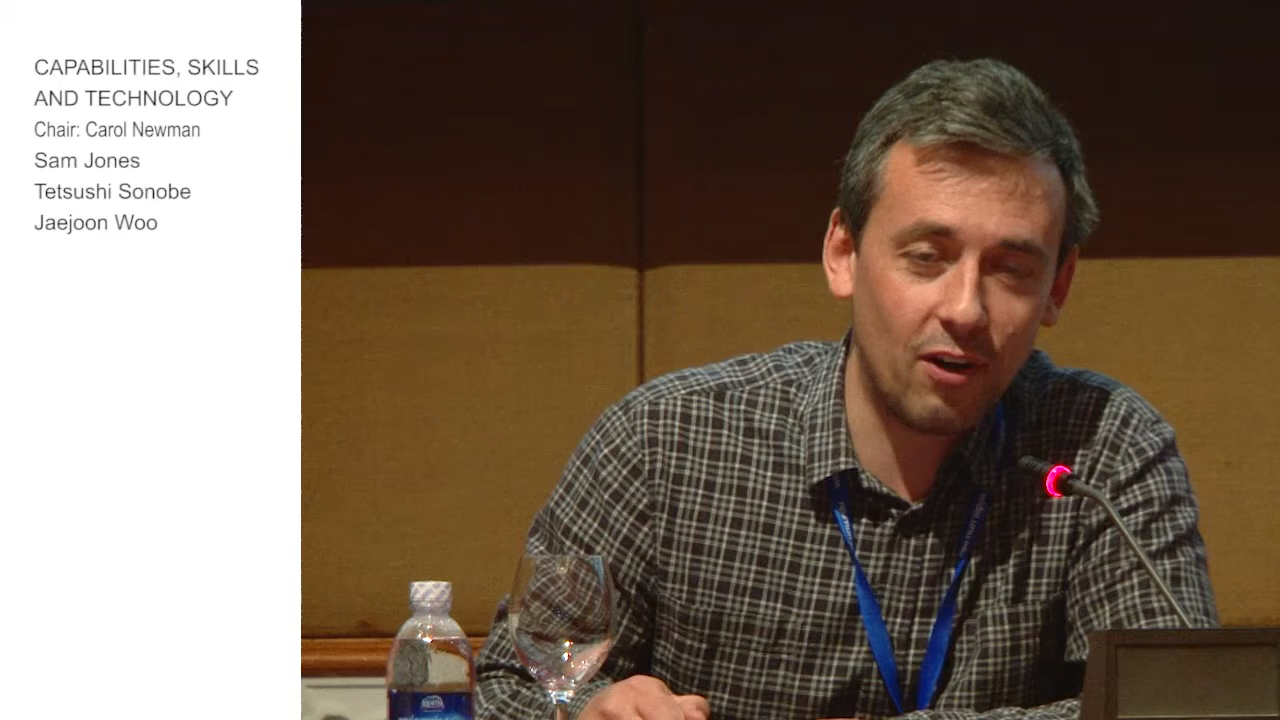 CAPABILITIES, SKILLS
AND TECHNOLOGY
Chair: Carol Newman
Sam Jones
Tetsushi Sonobe
Jaejoon Woo